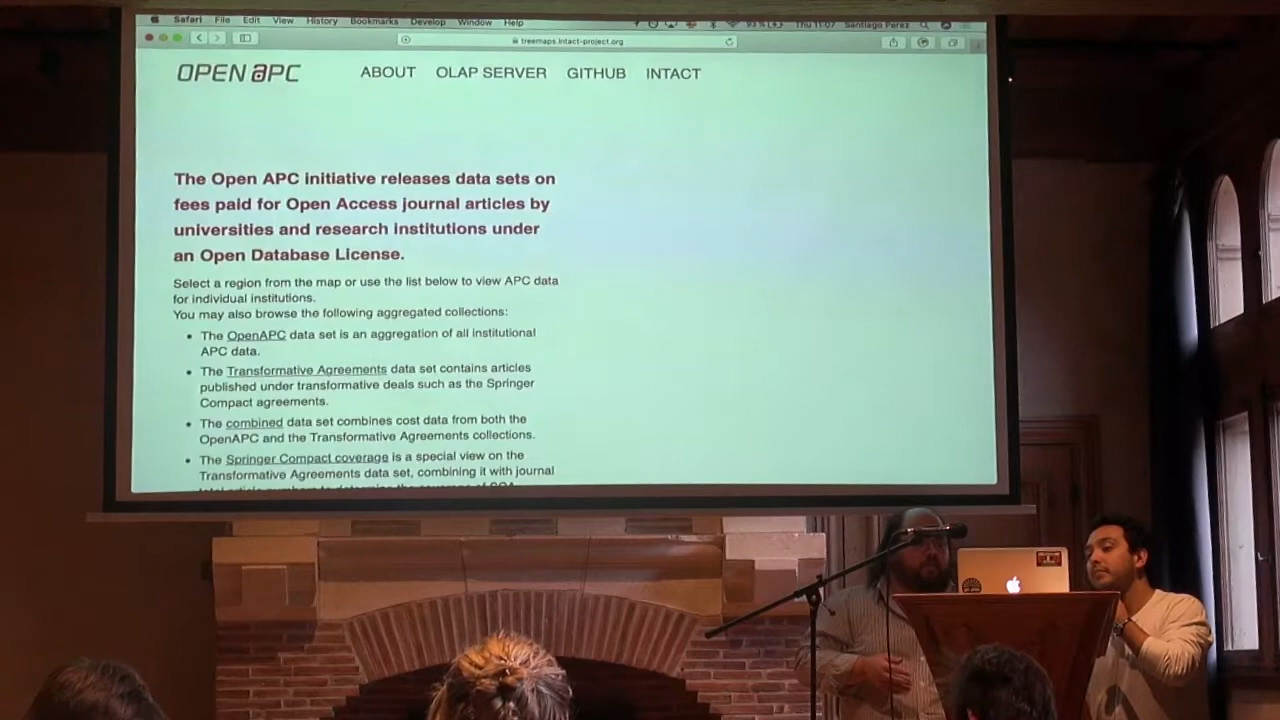 Safari File Edit View History Bookmarks Develop Window Help 93% Thu 11:07 Santiago Perez
treemaps.intact-project.org
OPEN aPC ABOUT OLAP SERVER GITHUB INTACT
The Open APC initiative releases data sets on
fees paid for Open Access journal articles by
universities and research institutions under
an Open Database License.
Select a region from the map or use the list below to view APC data
for individual institutions.
You may also browse the following aggregated collections:
• The OpenAPC data set is an aggregation of all institutional
APC data.
• The Transformative Agreements data set contains articles
published under transformative deals such as the Springer
Compact agreements.
• The combined data set combines cost data from both the
OpenAPC and the Transformative Agreements collections.
• The Springer Compact coverage is a special view on the
Transformative Agreements data set, combining it with journal